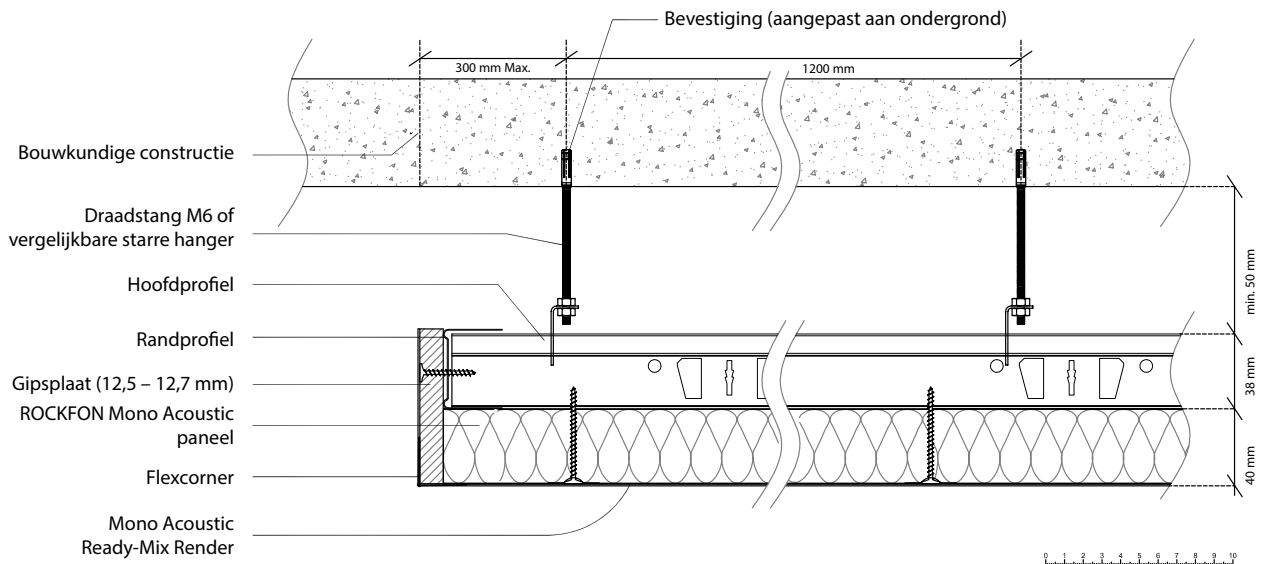 Bevestiging (aangepast aan ondergrond)
300 mm Max.
1200 mm
Bouwkundige constructie
Draadstang M6 of
vergelijkbare starre hanger
Hoofdprofiel
Randprofiel
Gipsplaat (12,5 – 12,7 mm)
ROCKFON Mono Acoustic
paneel
Flexcorner
Mono Acoustic
Ready-Mix Render
min. 50 mm
38 mm
40 mm
0 1 2 3 4 5 6 7 8 9 10